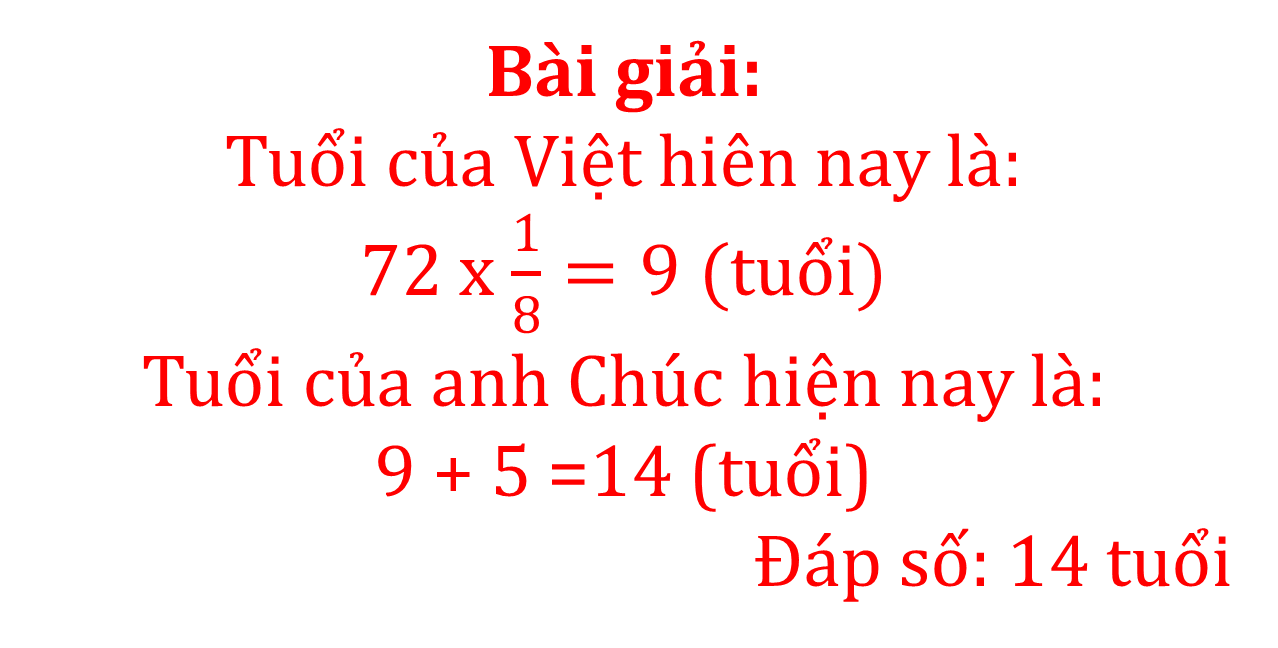 Bài giải:
Tuổi của Việt hiên nay là:
72 x 1/8 = 9 (tuổi)
Tuổi của anh Chúc hiện nay là:
9 + 5 =14 (tuổi)
Đáp số: 14 tuổi